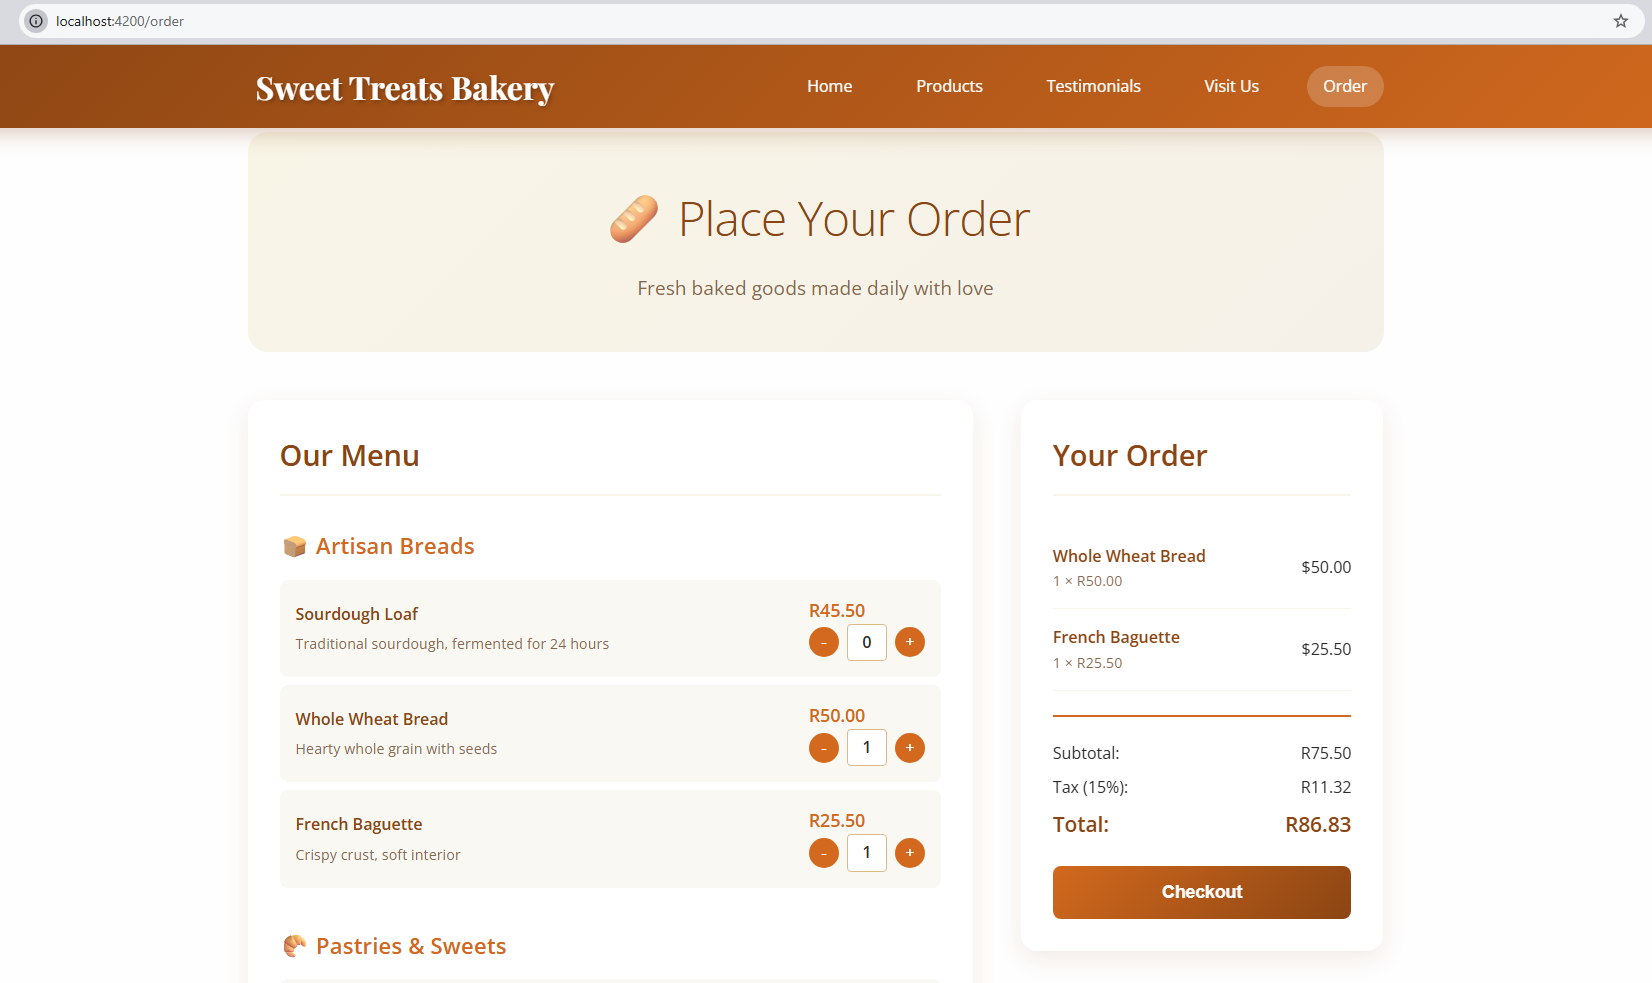 localhost:4200/order
Sweet Treats Bakery
Home
Products
Testimonials
Visit Us
Order
Place Your Order
Fresh baked goods made daily with love
Our Menu
Artisan Breads
Sourdough Loaf
Traditional sourdough, fermented for 24 hours
R45.50
- 0 +
Whole Wheat Bread
Hearty whole grain with seeds
R50.00
- 1 +
French Baguette
Crispy crust, soft interior
R25.50
- 1 +
Pastries & Sweets
Your Order
Whole Wheat Bread
1 × R50.00
$50.00
French Baguette
1 × R25.50
$25.50
Subtotal: R75.50
Tax (15%): R11.32
Total: R86.83
Checkout